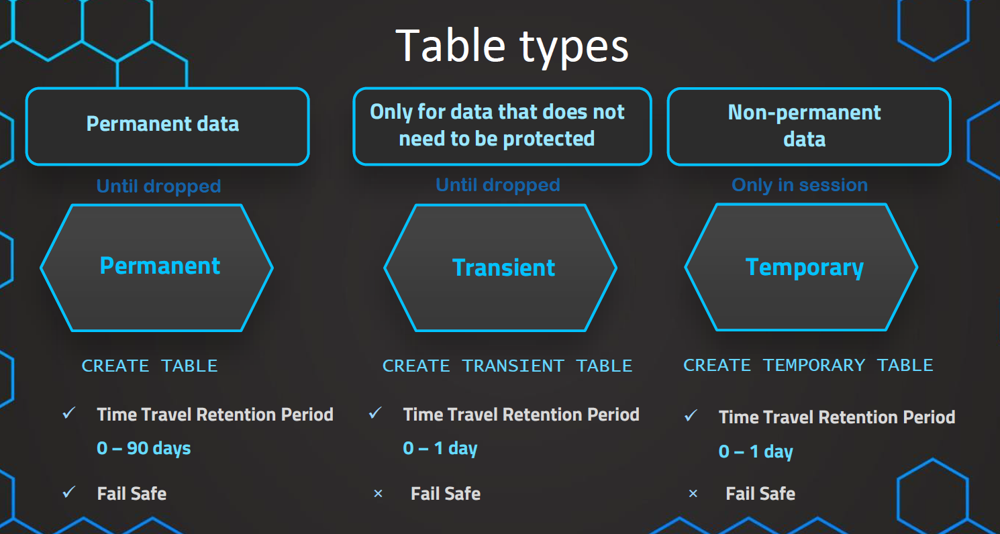 Table types
Permanent data
Until dropped
Permanent
CREATE TABLE
✓ Time Travel Retention Period
0 – 90 days
✓ Fail Safe
Only for data that does not
need to be protected
Until dropped
Transient
CREATE TRANSIENT TABLE
✓ Time Travel Retention Period
0 – 1 day
× Fail Safe
Non-permanent
data
Only in session
Temporary
CREATE TEMPORARY TABLE
✓ Time Travel Retention Period
0 – 1 day
× Fail Safe